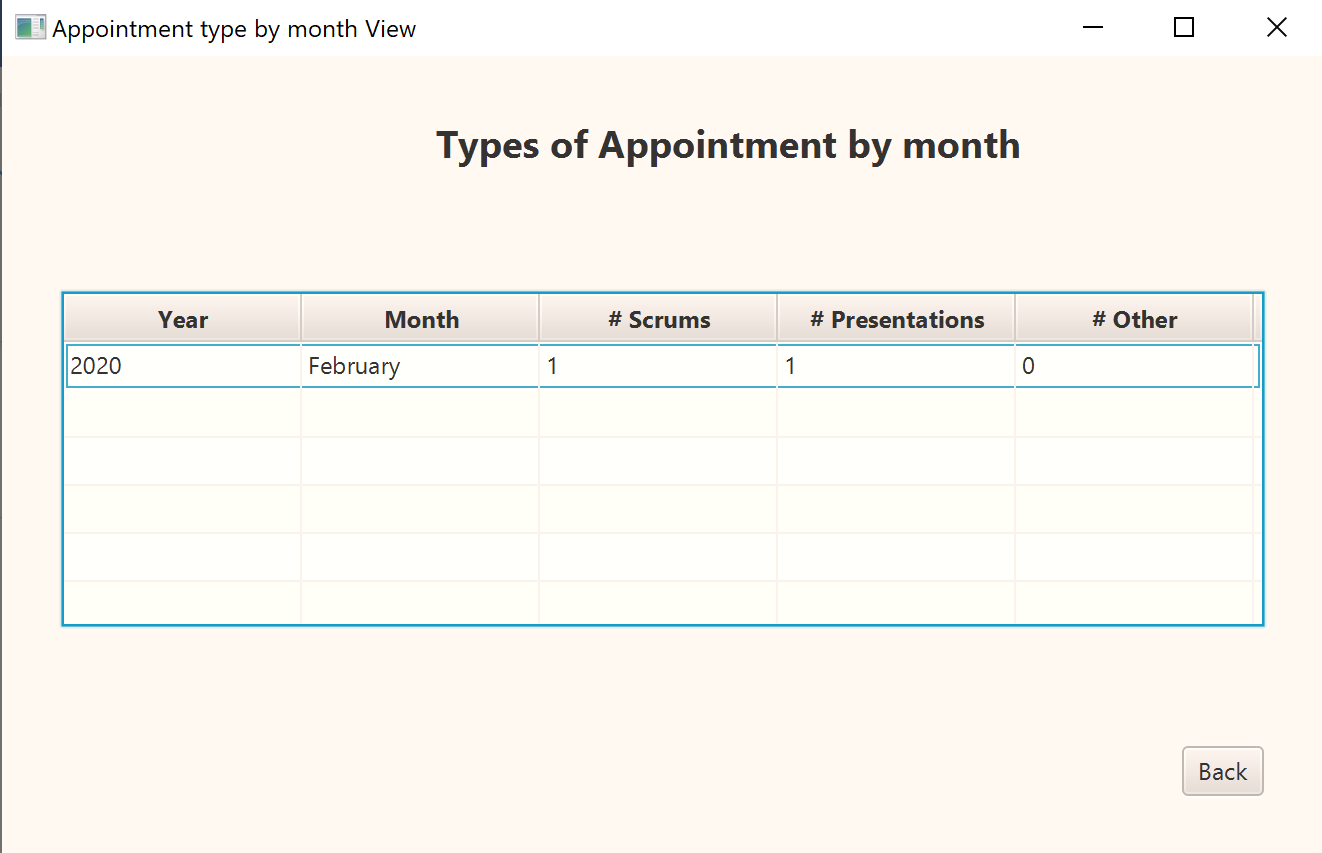 Appointment type by month View
Types of Appointment by month
Year Month # Scrums # Presentations # Other
2020 February 1 1 0
Back